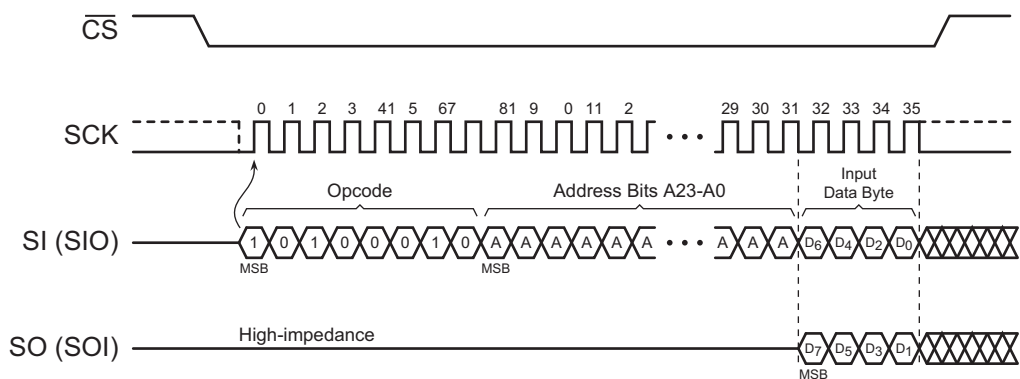 CS
0 1 2 3 41 5 67 81 9 0 11 2 29 30 31 32 33 34 35
SCK
Opcode
Address Bits A23-A0
Input
Data Byte
SI (SIO)
1 0 1 0 0 0 1 0 A A A A A A A A A D6 D4 D2 D0
MSB MSB
High-impedance
SO (SOI)
D7 D5 D3 D1
MSB